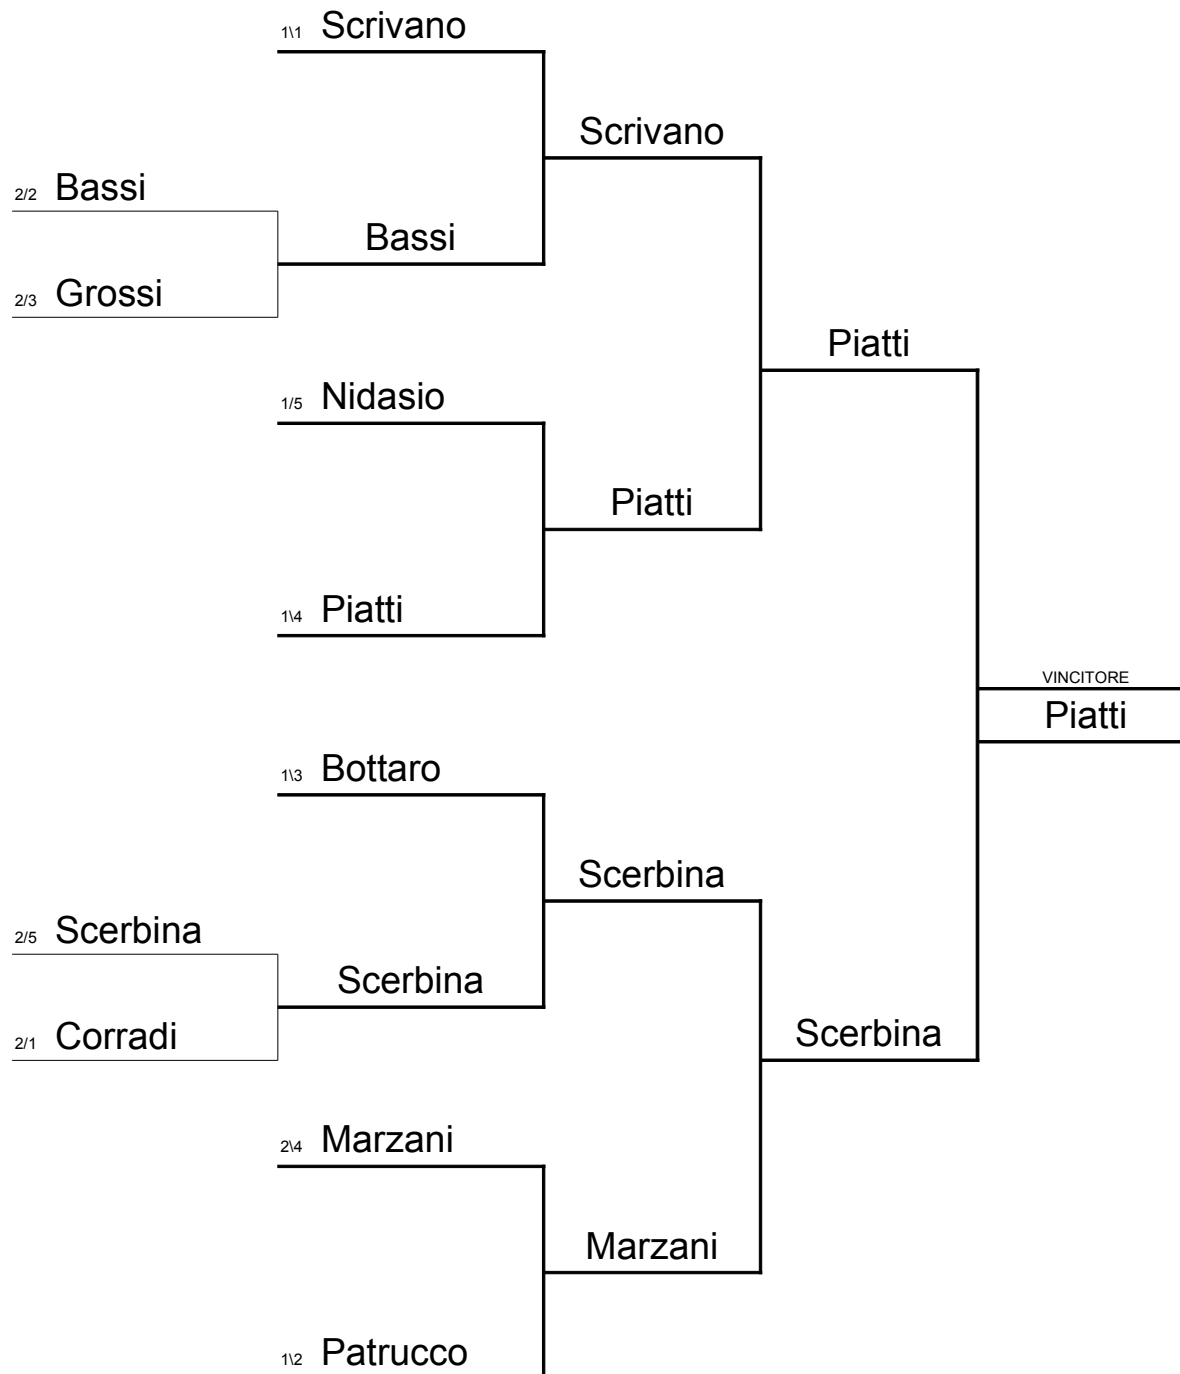 1\1 Scrivano
Scrivano
2/2 Bassi
Bassi
2/3 Grossi
Piatti
1/5 Nidasio
Piatti
1\4 Piatti
VINCITORE
Piatti
1\3 Bottaro
Scerbina
2/5 Scerbina
Scerbina
2/1 Corradi
Scerbina
2\4 Marzani
Marzani
1\2 Patrucco